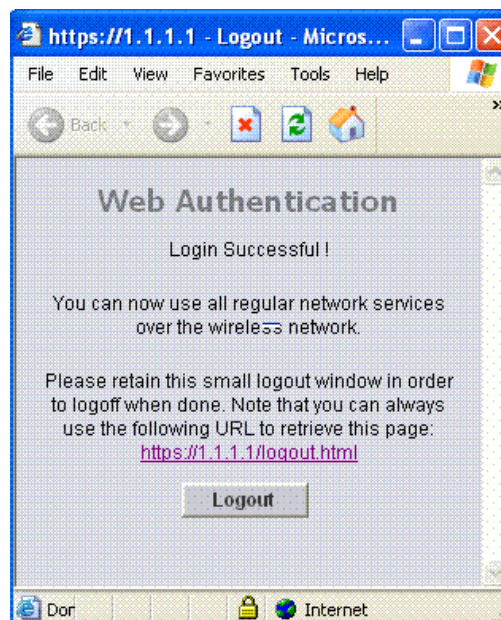 https://1.1.1.1 - Logout - Micros...
File Edit View Favorites Tools Help
Back
Web Authentication
Login Successful !
You can now use all regular network services
over the wireless network.
Please retain this small logout window in order
to logoff when done. Note that you can always
use the following URL to retrieve this page:
https://1.1.1.1/logout.html
Logout
Dor Internet